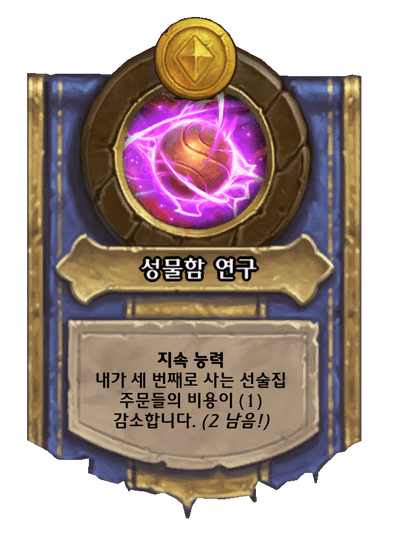 성물함 연구
지속 능력
내가 세 번째로 사는 선술집
주문들의 비용이 (1)
감소합니다. (2 남음!)